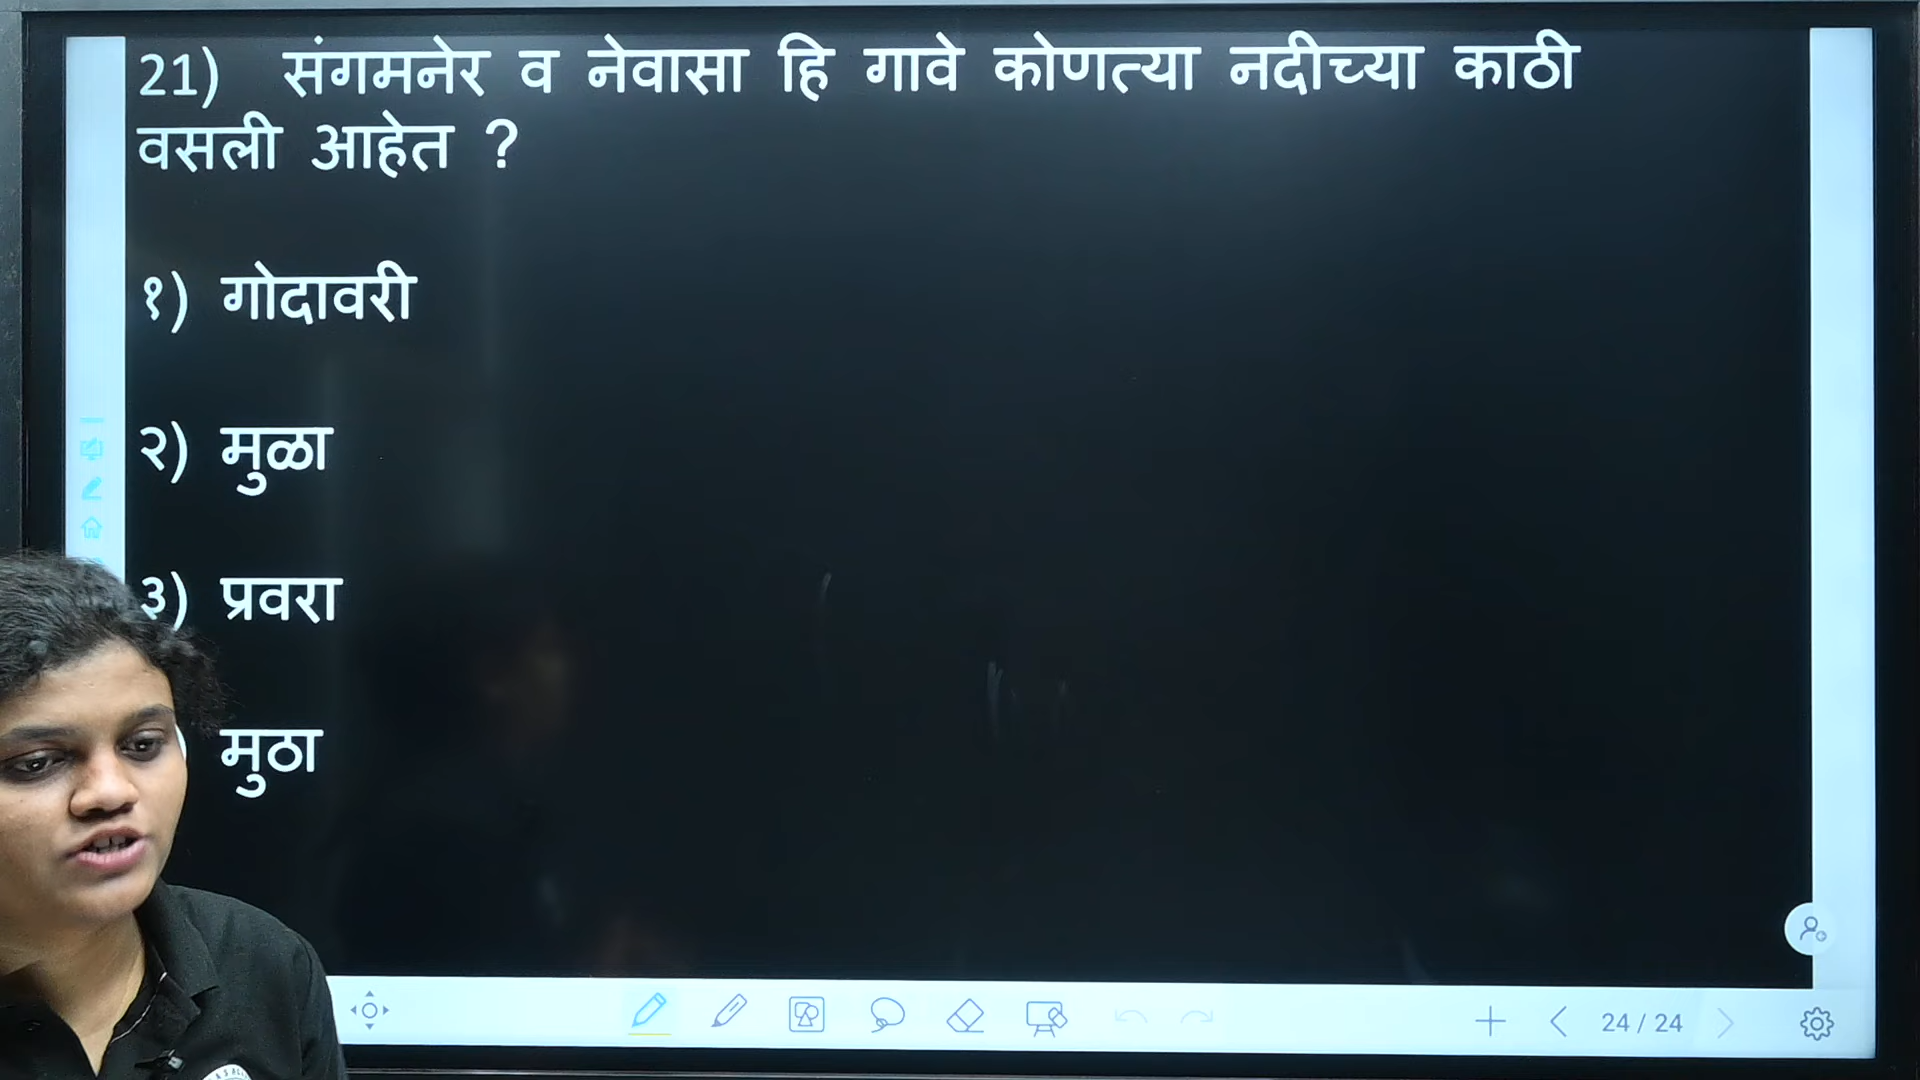 21) संगमनेर व नेवासा हि गावे कोणत्या नदीच्या काठी
वसली आहेत ?
१) गोदावरी
२) मुळा
३) प्रवरा
) मुठा
24 / 24